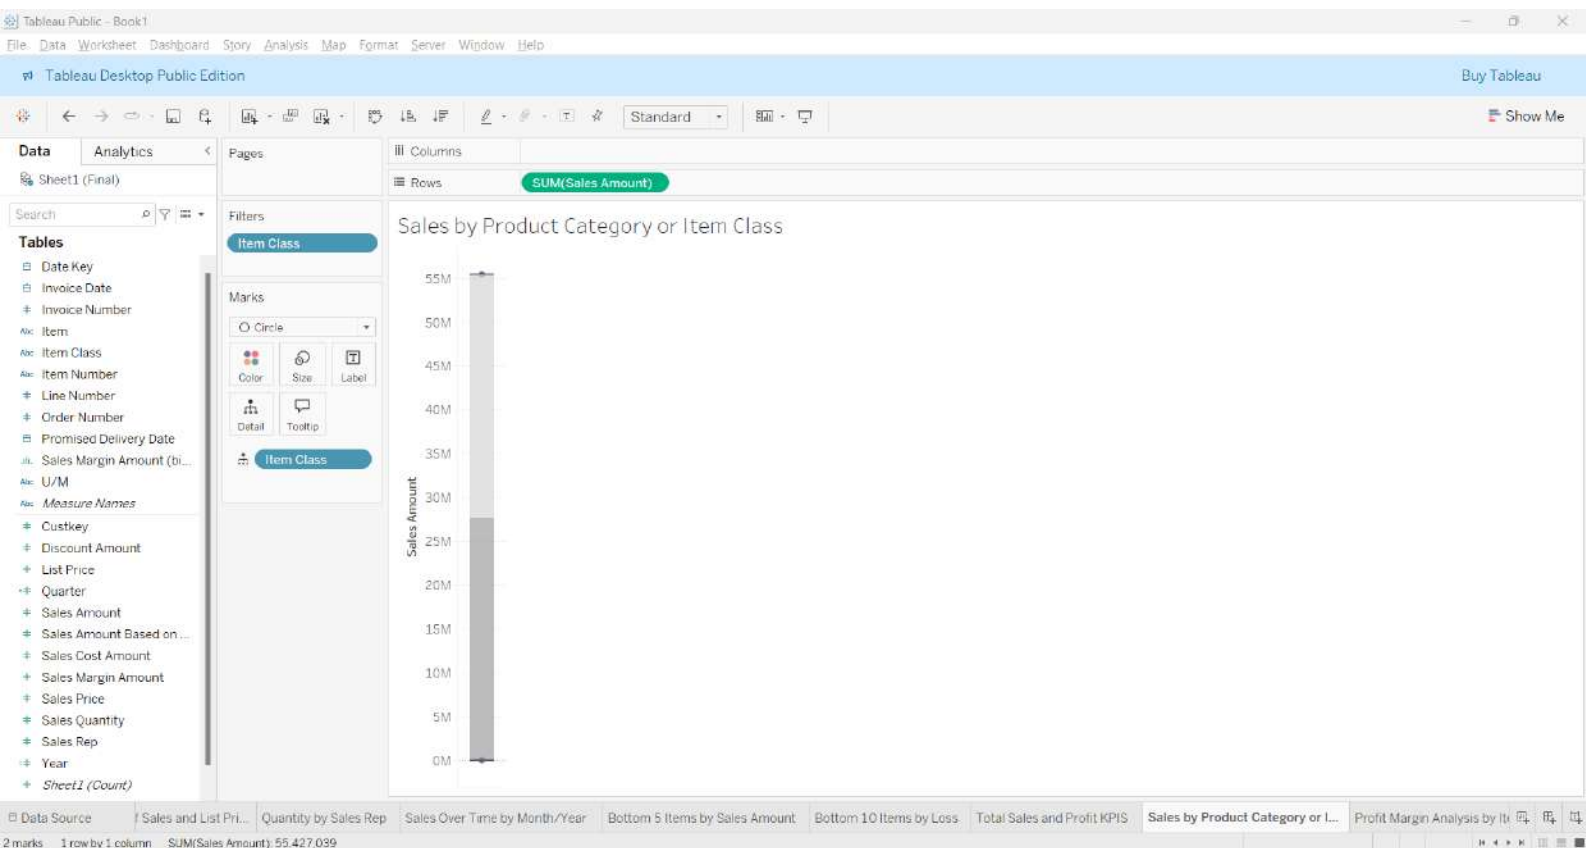 Tableau Public - Book1
File Data Worksheet Dashboard Story Analysis Map Format Server Window Help
Tableau Desktop Public Edition
Buy Tableau
Standard
Show Me
Data
Analytics
Sheet1 (Final)
Search
Tables
Date Key
Invoice Date
Invoice Number
Abc Item
Abc Item Class
Abc Item Number
Line Number
Order Number
Promised Delivery Date
Sales Margin Amount (bi...
Abc U/M
Abc Measure Names
Custkey
Discount Amount
List Price
Quarter
Sales Amount
Sales Amount Based on ...
Sales Cost Amount
Sales Margin Amount
Sales Price
Sales Quantity
Sales Rep
Year
Sheet1 (Count)
Pages
Filters
Item Class
Marks
Circle
Color
Size
Label
Detail
Tooltip
Item Class
Columns
Rows
SUM(Sales Amount)
Sales by Product Category or Item Class
55M
50M
45M
40M
35M
30M
25M
20M
15M
10M
5M
0M
Sales Amount
Data Source
f Sales and List Pri...
Quantity by Sales Rep
Sales Over Time by Month/Year
Bottom 5 Items by Sales Amount
Bottom 10 Items by Loss
Total Sales and Profit KPIS
Sales by Product Category or I...
Profit Margin Analysis by It
2 marks 1 row by 1 column SUM(Sales Amount): 55,427,039